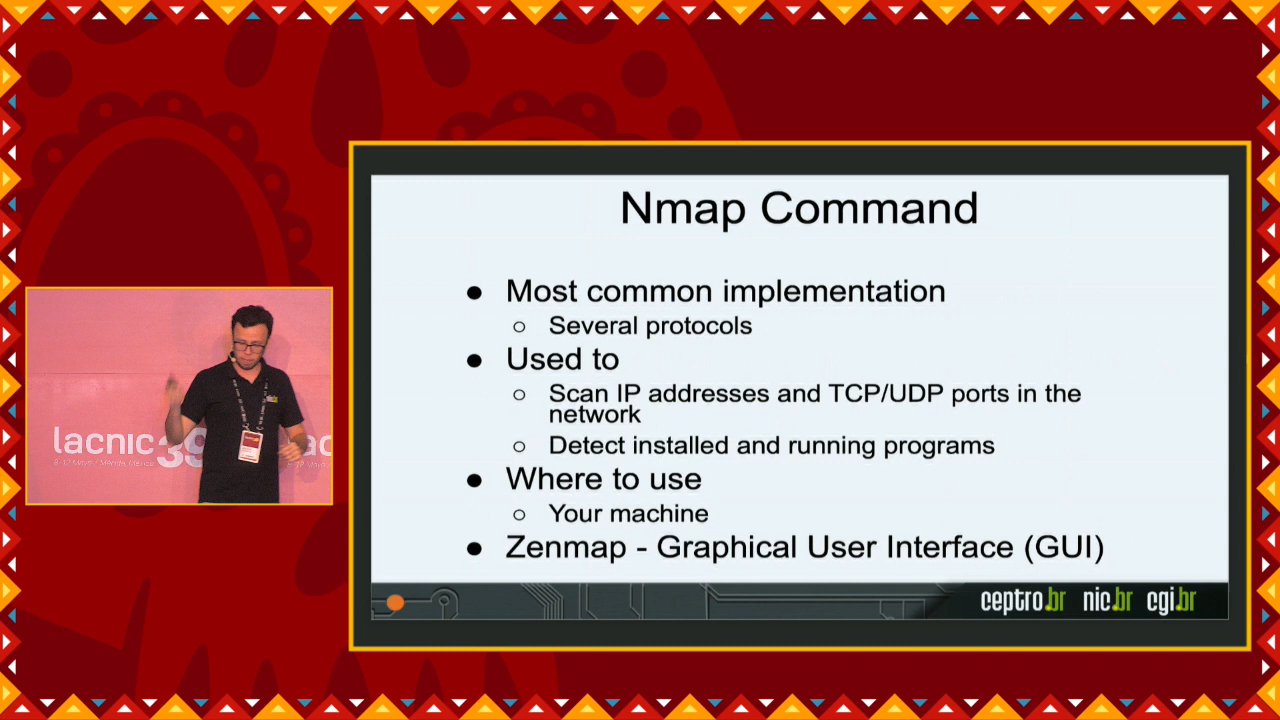 Nmap Command
● Most common implementation
○ Several protocols
● Used to
○ Scan IP addresses and TCP/UDP ports in the
network
○ Detect installed and running programs
● Where to use
○ Your machine
● Zenmap - Graphical User Interface (GUI)
ceptro.br nic.br cgi.br
lacnic39